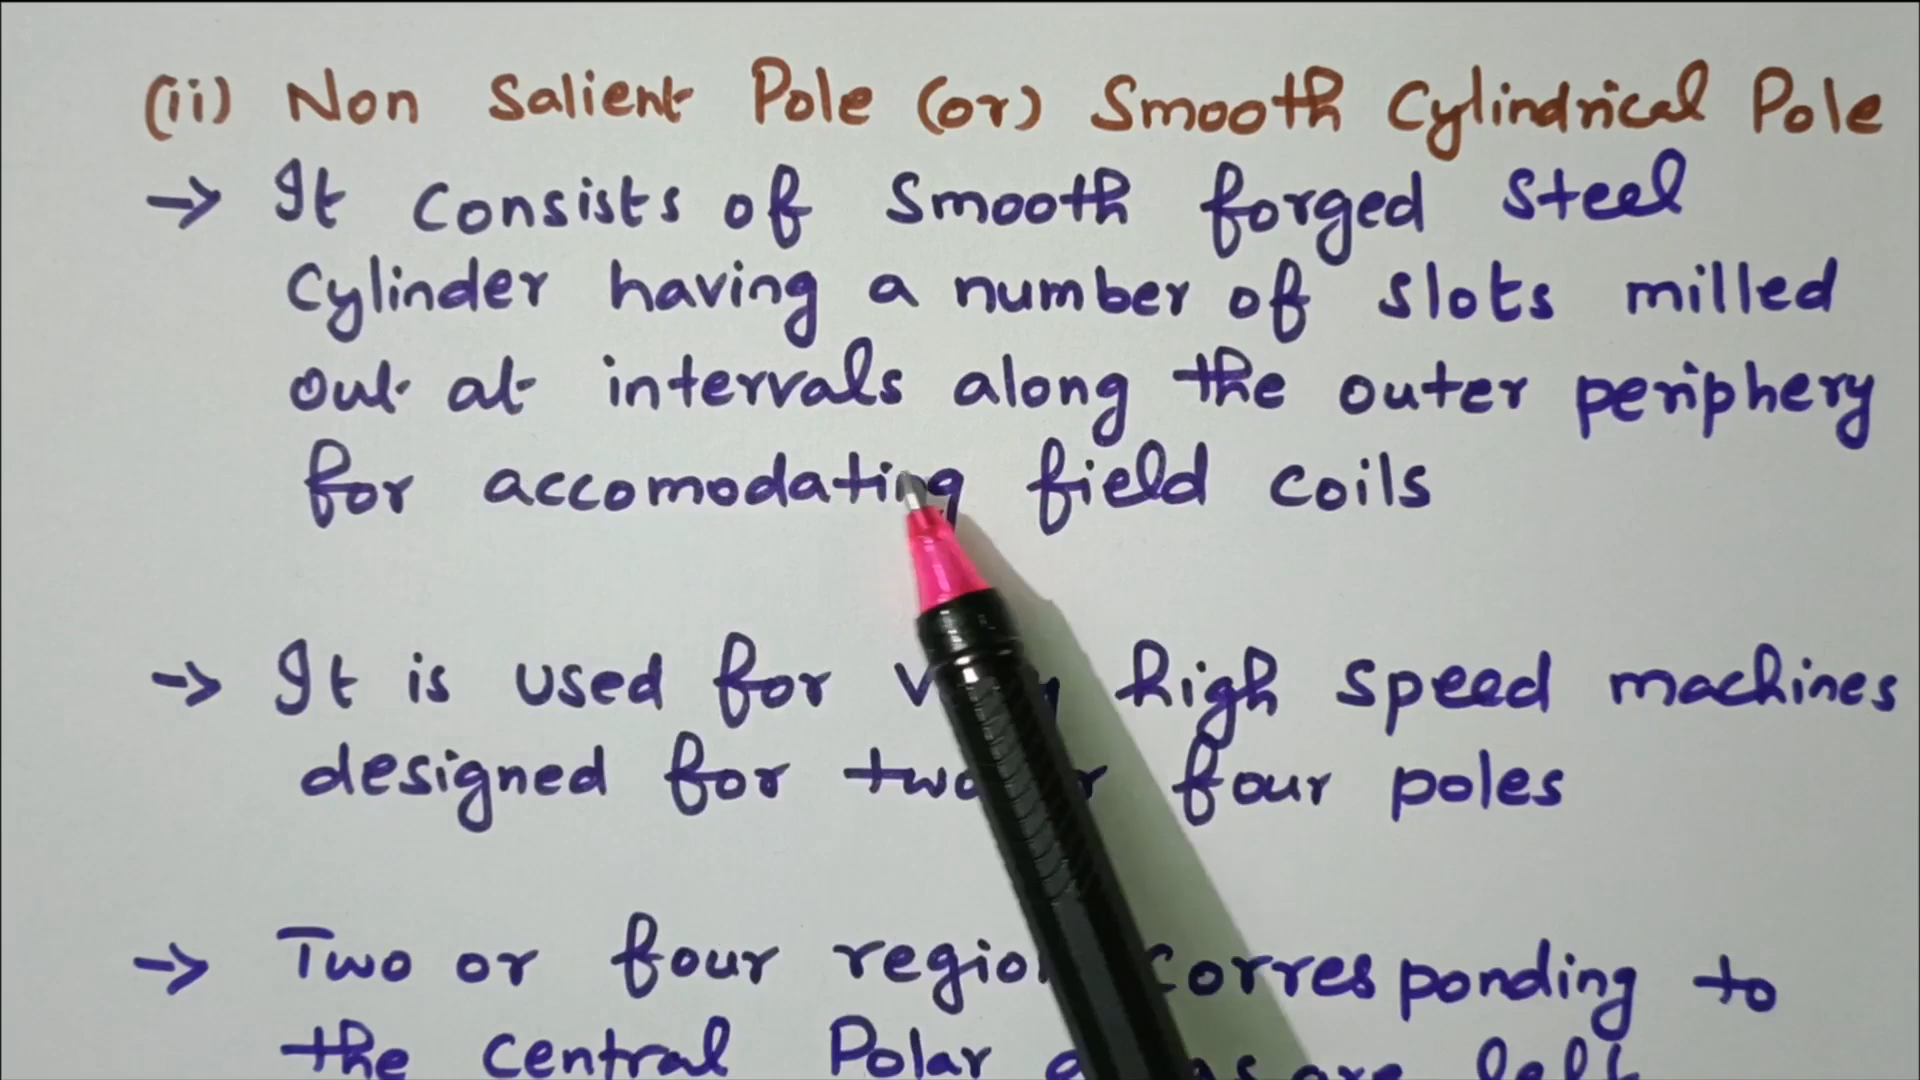 (ii) Non Salient Pole (or) Smooth Cylindrical Pole
→ It consists of Smooth forged steel
Cylinder having a number of slots milled
out at intervals along the outer periphery
for accomodating field coils
→ It is used for high speed machines
designed for two four poles
→ Two or four corresponding to
the central Polar are left